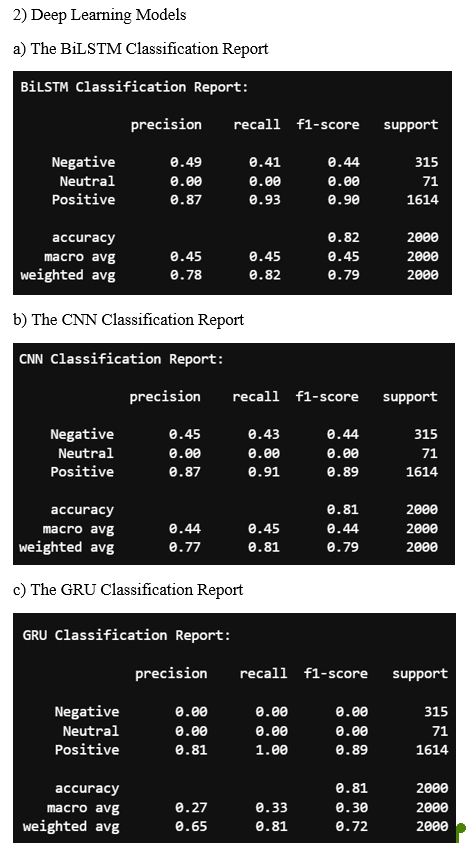 2) Deep Learning Models
a) The BiLSTM Classification Report
BiLSTM Classification Report:
precision recall f1-score support
Negative 0.49 0.41 0.44 315
Neutral 0.00 0.00 0.00 71
Positive 0.87 0.93 0.90 1614
accuracy 0.82 2000
macro avg 0.45 0.45 0.45 2000
weighted avg 0.78 0.82 0.79 2000
b) The CNN Classification Report
CNN Classification Report:
precision recall f1-score support
Negative 0.45 0.43 0.44 315
Neutral 0.00 0.00 0.00 71
Positive 0.87 0.91 0.89 1614
accuracy 0.81 2000
macro avg 0.44 0.45 0.44 2000
weighted avg 0.77 0.81 0.79 2000
c) The GRU Classification Report
GRU Classification Report:
precision recall f1-score support
Negative 0.00 0.00 0.00 315
Neutral 0.00 0.00 0.00 71
Positive 0.81 1.00 0.89 1614
accuracy 0.81 2000
macro avg 0.27 0.33 0.30 2000
weighted avg 0.65 0.81 0.72 2000